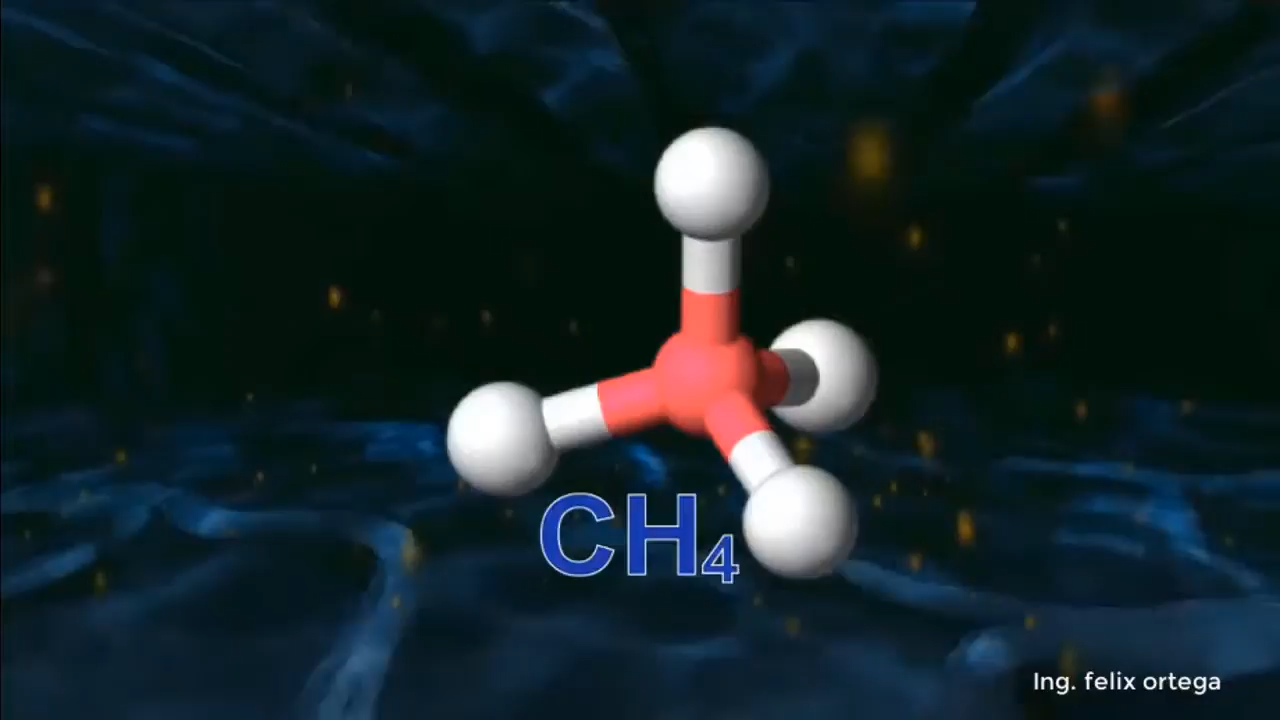 CH₄
Ing. felix ortega